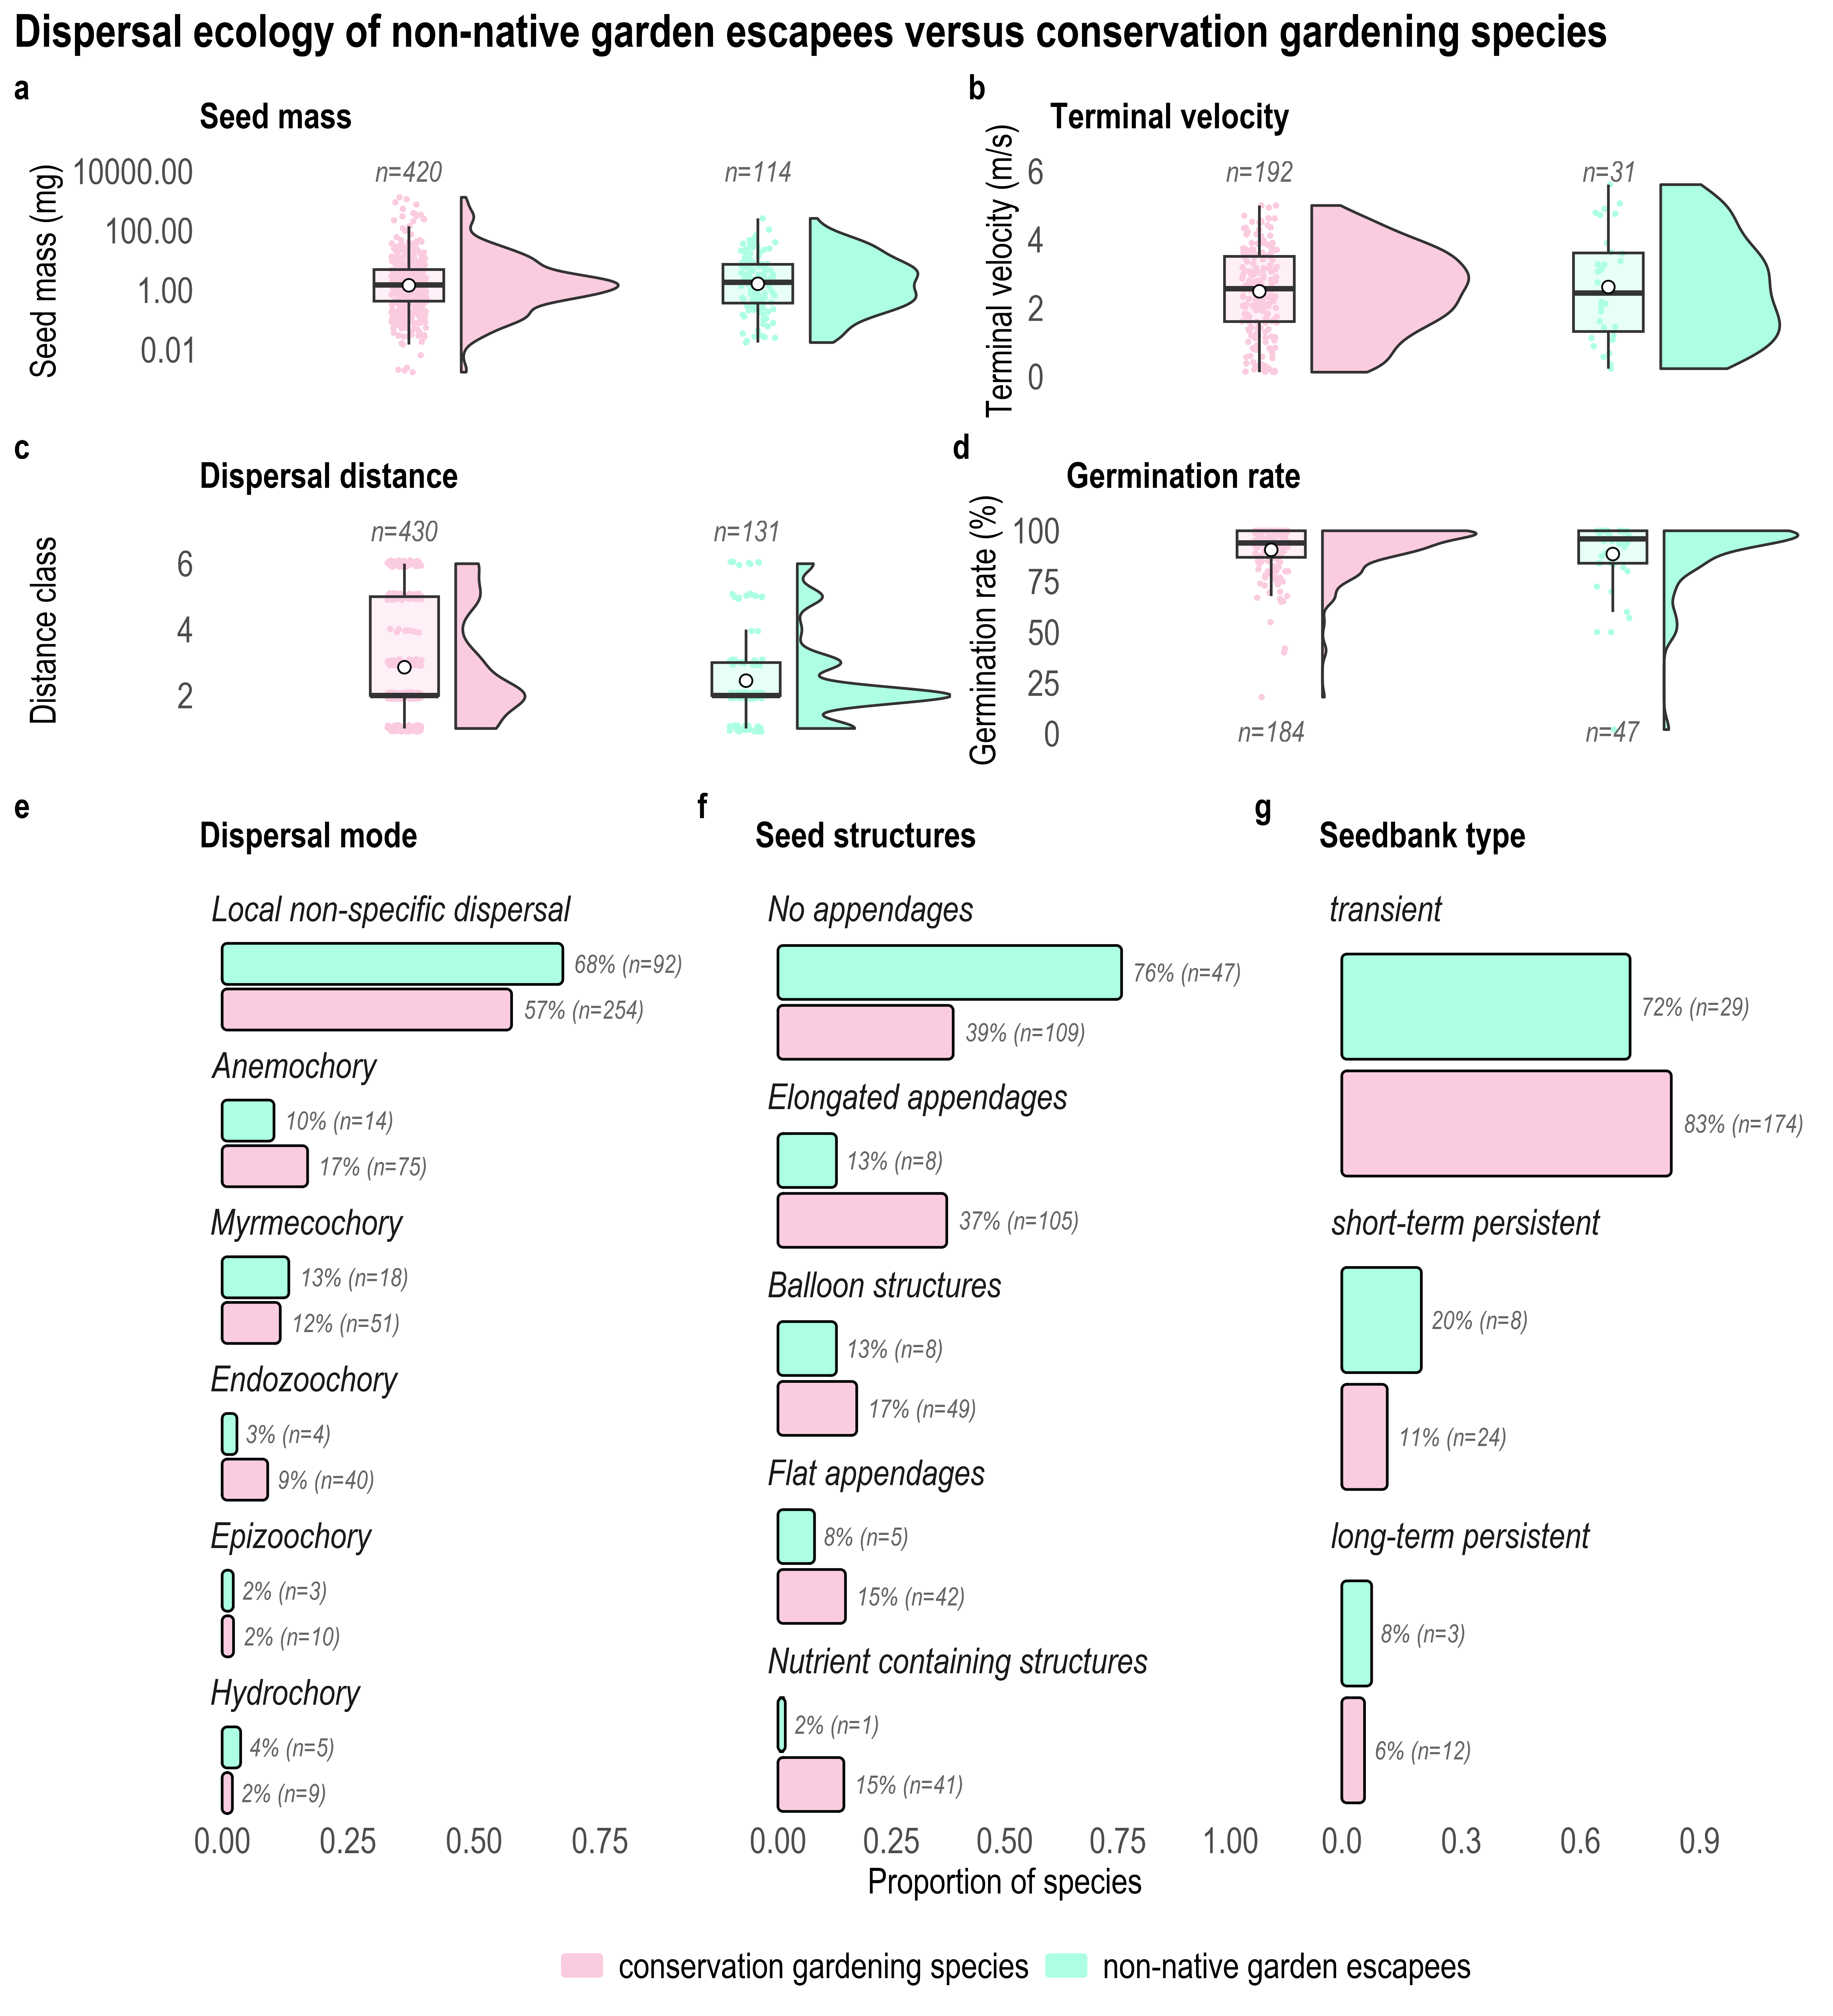 Dispersal ecology of non-native garden escapees versus conservation gardening species
a
Seed mass
Seed mass (mg)
10000.00
100.00
1.00
0.01
n=420
n=114
b
Terminal velocity
Terminal velocity (m/s)
6
4
2
0
n=192
n=31
c
Dispersal distance
Distance class
6
4
2
n=430
n=131
d
Germination rate
Germination rate (%)
100
75
50
25
0
n=184
n=47
e
Dispersal mode
Local non-specific dispersal
68% (n=92)
57% (n=254)
Anemochory
10% (n=14)
17% (n=75)
Myrmecochory
13% (n=18)
12% (n=51)
Endozoochory
3% (n=4)
9% (n=40)
Epizoochory
2% (n=3)
2% (n=10)
Hydrochory
4% (n=5)
2% (n=9)
0.00 0.25 0.50 0.75
f
Seed structures
No appendages
76% (n=47)
39% (n=109)
Elongated appendages
13% (n=8)
37% (n=105)
Balloon structures
13% (n=8)
17% (n=49)
Flat appendages
8% (n=5)
15% (n=42)
Nutrient containing structures
2% (n=1)
15% (n=41)
0.00 0.25 0.50 0.75 1.00
g
Seedbank type
transient
72% (n=29)
83% (n=174)
short-term persistent
20% (n=8)
11% (n=24)
long-term persistent
8% (n=3)
6% (n=12)
0.0 0.3 0.6 0.9
Proportion of species
conservation gardening species
non-native garden escapees